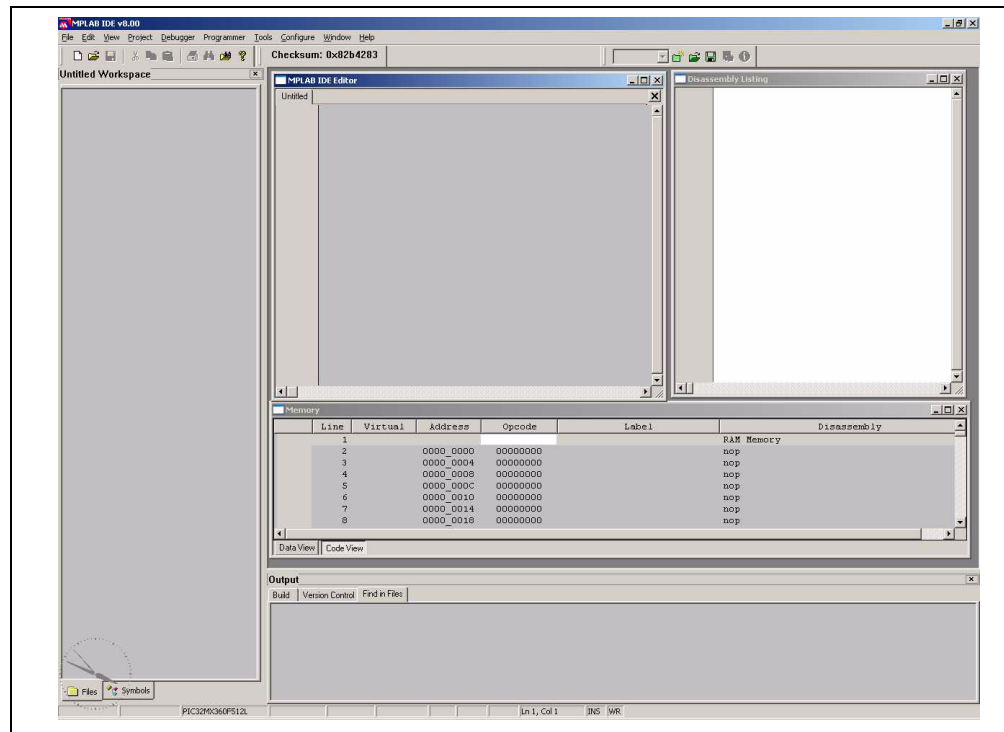 MPLAB IDE v8.00
File Edit View Project Debugger Programmer Tools Configure Window Help
Checksum: 0x82b4283
Untitled Workspace
MPLAB IDE Editor
Untitled
Disassembly Listing
Memory
Line Virtual Address Opcode Label Disassembly
1 RAM Memory
2 0000_0000 00000000 nop
3 0000_0004 00000000 nop
4 0000_0008 00000000 nop
5 0000_000C 00000000 nop
6 0000_0010 00000000 nop
7 0000_0014 00000000 nop
8 0000_0018 00000000 nop
Data View Code View
Output
Build Version Control Find in Files
Files Symbols
PIC32MX360F512L Ln 1, Col 1 INS WR